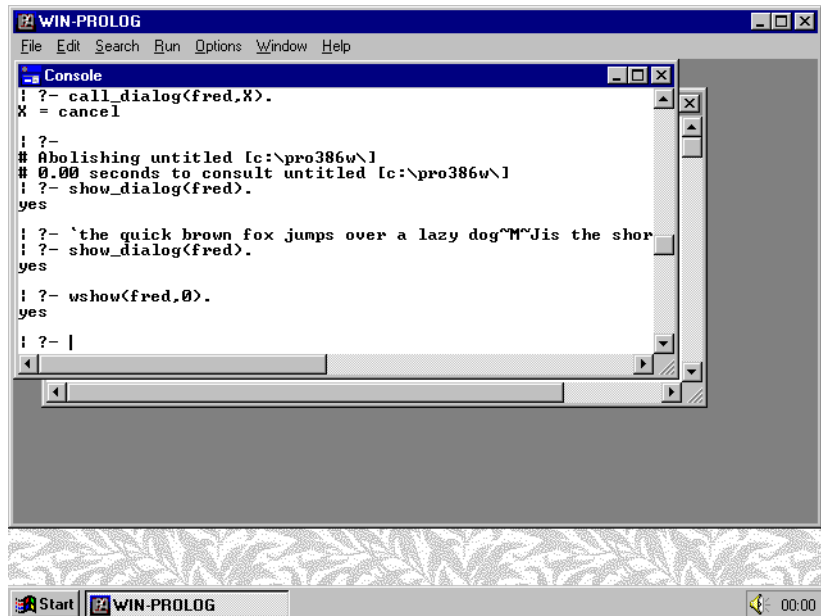 WIN-PROLOG
File Edit Search Run Options Window Help
Console
| ?- call_dialog(fred,X).
X = cancel
| ?-
# Abolishing untitled [c:\pro386w\]
# 0.00 seconds to consult untitled [c:\pro386w\]
| ?- show_dialog(fred).
yes
| ?- `the quick brown fox jumps over a lazy dog~M~Jis the shor
| ?- show_dialog(fred).
yes
| ?- wshow(fred,0).
yes
| ?- |
Start WIN-PROLOG 00:00